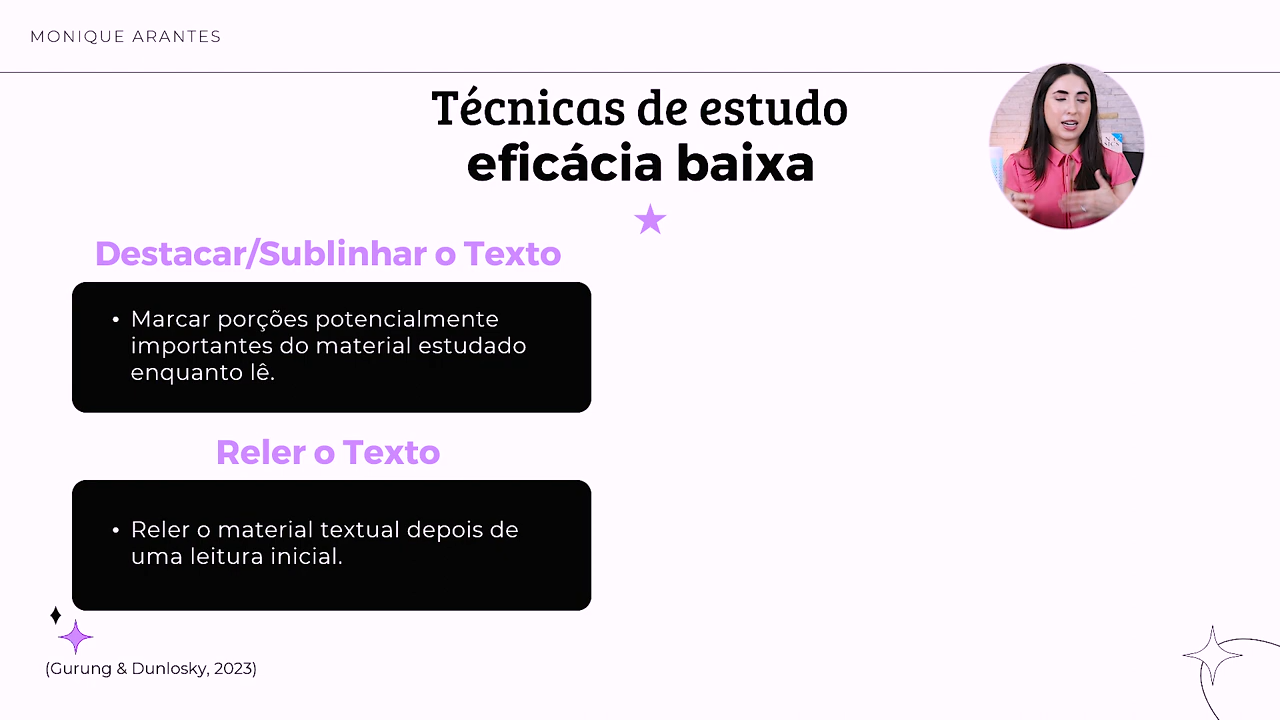 MONIQUE ARANTES
Técnicas de estudo
eficácia baixa
Destacar/Sublinhar o Texto
• Marcar porções potencialmente
importantes do material estudado
enquanto lê.
Reler o Texto
• Reler o material textual depois de
uma leitura inicial.
(Gurung & Dunlosky, 2023)